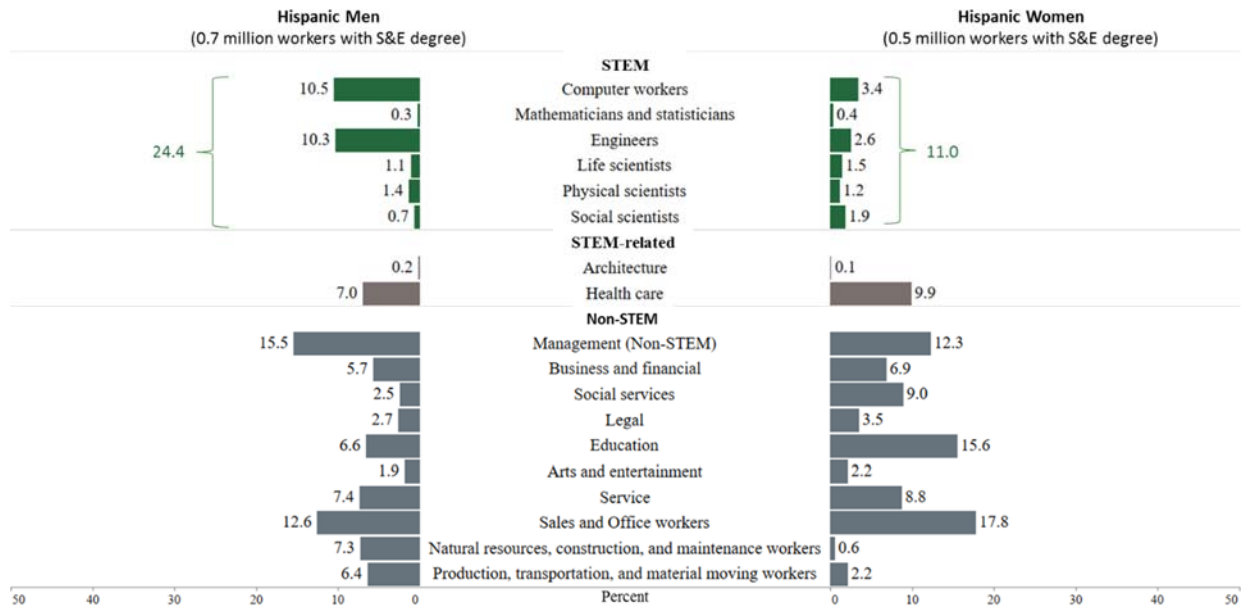 Hispanic Men
(0.7 million workers with S&E degree)
Hispanic Women
(0.5 million workers with S&E degree)
STEM
10.5 Computer workers 3.4
0.3 Mathematicians and statisticians 0.4
10.3 Engineers 2.6
24.4 11.0
1.1 Life scientists 1.5
1.4 Physical scientists 1.2
0.7 Social scientists 1.9
STEM-related
0.2 Architecture 0.1
7.0 Health care 9.9
Non-STEM
15.5 Management (Non-STEM) 12.3
5.7 Business and financial 6.9
2.5 Social services 9.0
2.7 Legal 3.5
6.6 Education 15.6
1.9 Arts and entertainment 2.2
7.4 Service 8.8
12.6 Sales and Office workers 17.8
7.3 Natural resources, construction, and maintenance workers 0.6
6.4 Production, transportation, and material moving workers 2.2
50 40 30 20 10 0 Percent 0 10 20 30 40 50